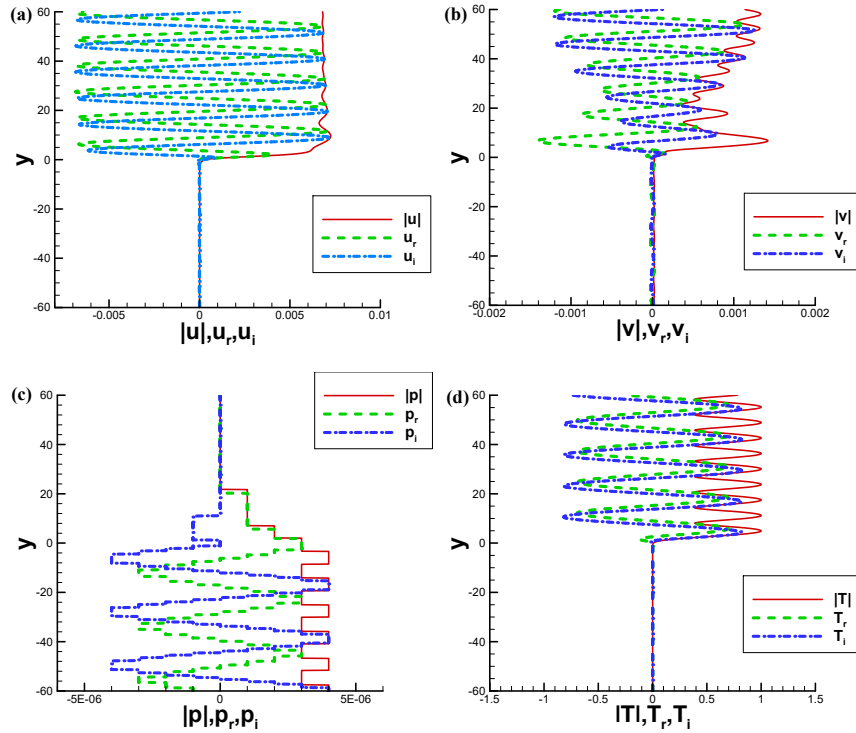 (a)
60
40
20
0
20
40
-60
y
-0.005
0
0.005
0.01
|u|,u_r,u_i
|u|
u_r
u_i
(b)
60
40
20
0
-20
-40
-60
y
-0.002
-0.001
0
0.001
0.002
|v|,v_r,v_i
|v|
v_r
v_i
(c)
60
40
20
0
-20
-40
-60
y
-5E-06
0
5E-06
|p|,p_r,p_i
|p|
p_r
p_i
(d)
60
40
20
0
-20
-40
-60
y
-1.5
-1
-0.5
0
0.5
1
1.5
|T|,T_r,T_i
|T|
T_r
T_i